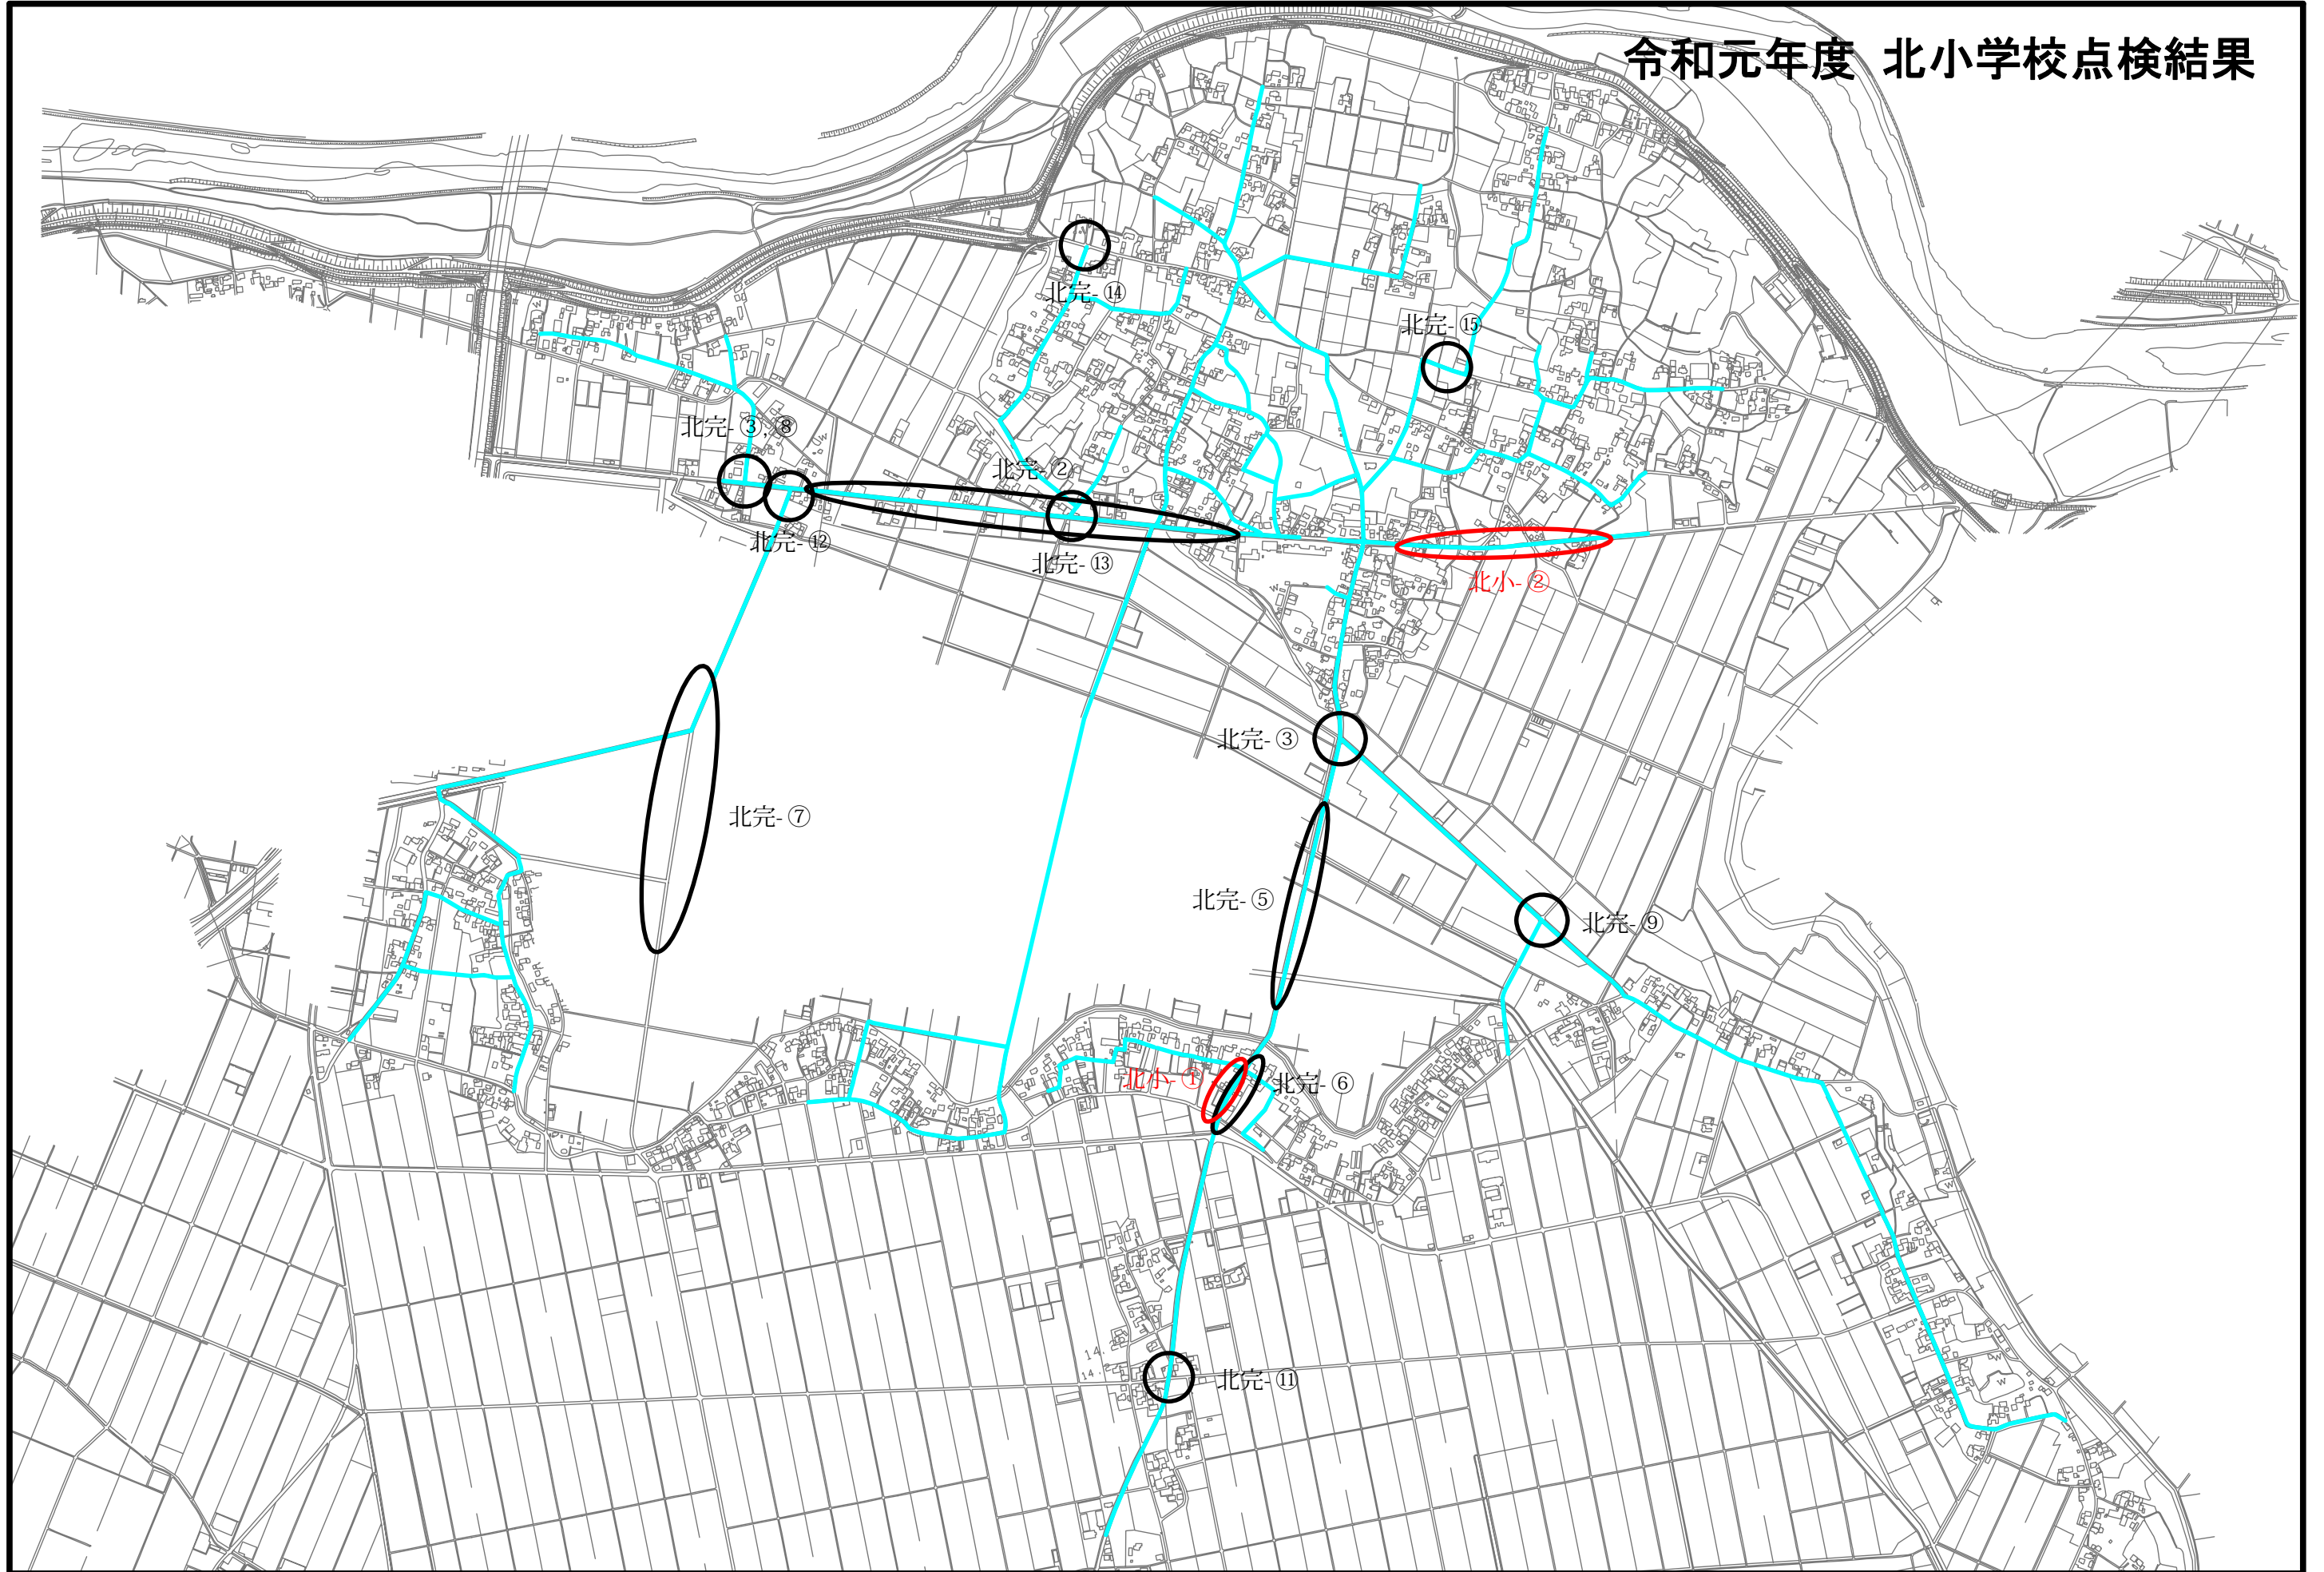 令和元年度 北小学校点検結果
北完-⑭
北完-⑮
北完-③, ⑧
北完-②
北完-⑫
北完-⑬
北小-②
北完-③
北完-⑦
北完-⑤
北完-⑨
北小-①
北完-⑥
北完-⑪